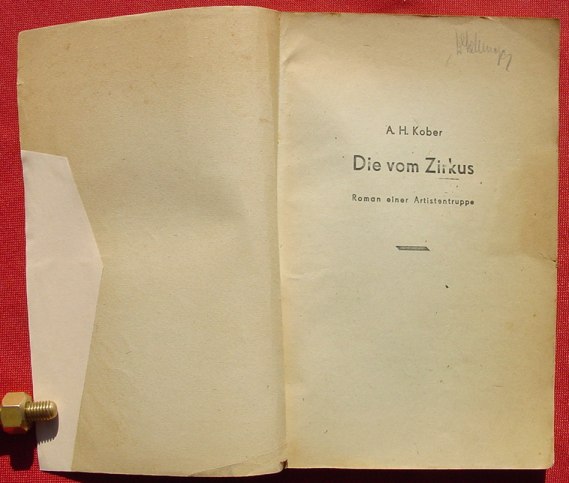 A. H. Kober
Die vom Zirkus
Roman einer Artistentruppe